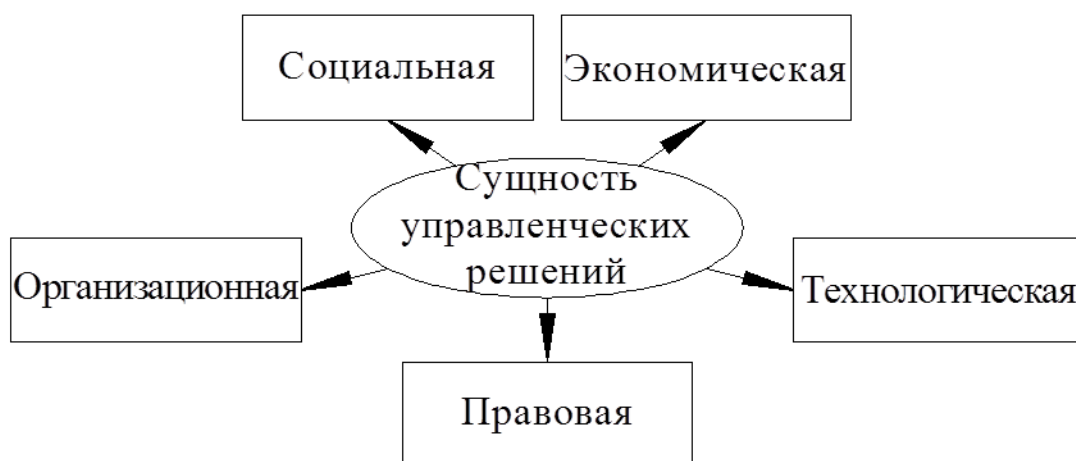 Социальная
Экономическая
Сущность
управленческих
решений
Организационная
Технологическая
Правовая